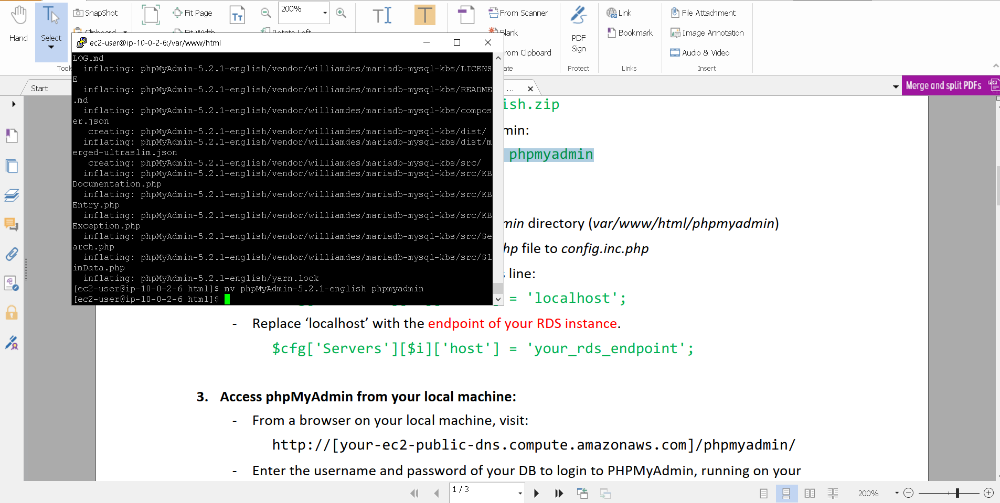 Hand
Select
SnapShot
Clipboard
Fit Page
Fit Width
200%
Rotate Left
From Scanner
Blank
From Clipboard
PDF
Sign
Link
Bookmark
File Attachment
Image Annotation
Audio & Video
Tools
ate
Protect
Links
Insert
Start
...
Merge and split PDFs
ec2-user@ip-10-0-2-6:/var/www/html
LOG.md
inflating: phpMyAdmin-5.2.1-english/vendor/williamdes/mariadb-mysql-kbs/LICENS
E
inflating: phpMyAdmin-5.2.1-english/vendor/williamdes/mariadb-mysql-kbs/README
.md
inflating: phpMyAdmin-5.2.1-english/vendor/williamdes/mariadb-mysql-kbs/compos
er.json
creating: phpMyAdmin-5.2.1-english/vendor/williamdes/mariadb-mysql-kbs/dist/
inflating: phpMyAdmin-5.2.1-english/vendor/williamdes/mariadb-mysql-kbs/dist/m
erged-ultraslim.json
creating: phpMyAdmin-5.2.1-english/vendor/williamdes/mariadb-mysql-kbs/src/
inflating: phpMyAdmin-5.2.1-english/vendor/williamdes/mariadb-mysql-kbs/src/KB
Documentation.php
inflating: phpMyAdmin-5.2.1-english/vendor/williamdes/mariadb-mysql-kbs/src/KB
Entry.php
inflating: phpMyAdmin-5.2.1-english/vendor/williamdes/mariadb-mysql-kbs/src/KB
Exception.php
inflating: phpMyAdmin-5.2.1-english/vendor/williamdes/mariadb-mysql-kbs/src/Se
arch.php
inflating: phpMyAdmin-5.2.1-english/vendor/williamdes/mariadb-mysql-kbs/src/Sl
imData.php
inflating: phpMyAdmin-5.2.1-english/yarn.lock
[ec2-user@ip-10-0-2-6 html]$ mv phpMyAdmin-5.2.1-english phpmyadmin
[ec2-user@ip-10-0-2-6 html]$
ish.zip
min:
phpmyadmin
min directory (var/www/html/phpmyadmin)
hp file to config.inc.php
s line:
= 'localhost';
- Replace ‘localhost’ with the endpoint of your RDS instance.
$cfg['Servers'][$i]['host'] = 'your_rds_endpoint';
3. Access phpMyAdmin from your local machine:
- From a browser on your local machine, visit:
http://[your-ec2-public-dns.compute.amazonaws.com]/phpmyadmin/
- Enter the username and password of your DB to login to PHPMyAdmin, running on your
1 / 3
200%